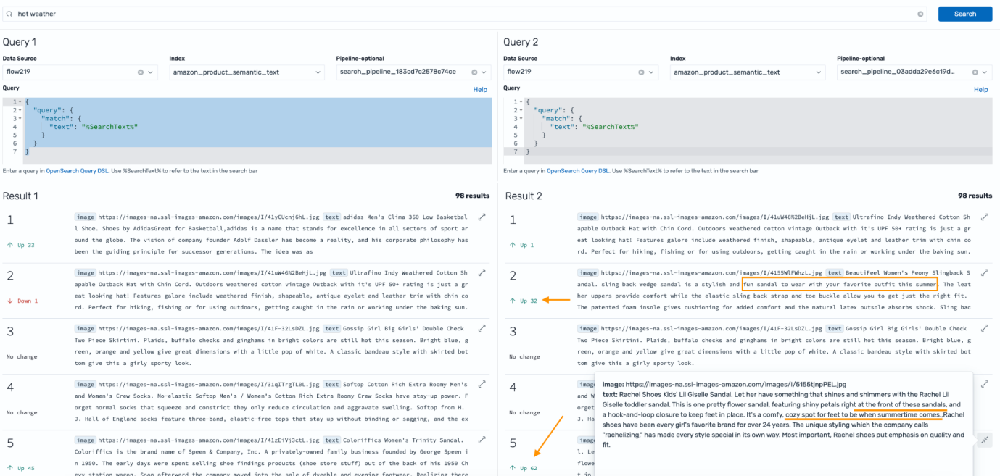 hot weather
Search
Query 1
Data Source
Index
Pipeline-optional
flow219
amazon_product_semantic_text
search_pipeline_183cd7c2578c74ce
Query
Help
1 {
2 "query": {
3 "match": {
4 "text": "%SearchText%"
5 }
6 }
7 }
Enter a query in OpenSearch Query DSL. Use %SearchText% to refer to the text in the search bar
Query 2
Data Source
Index
Pipeline-optional
flow219
amazon_product_semantic_text
search_pipeline_03adda29e6c19d...
Query
Help
1 {
2 "query": {
3 "match": {
4 "text": "%SearchText%"
5 }
6 }
7 }
Enter a query in OpenSearch Query DSL. Use %SearchText% to refer to the text in the search bar
Result 1
98 results
1
Up 33
image https://images-na.ssl-images-amazon.com/images/I/41yCUcnj6hL.jpg text adidas Men's Clima 360 Low Basketbal
l Shoe. Shoes by AdidasGreat for Basketball,adidas is a name that stands for excellence in all sectors of sport ar
ound the globe. The vision of company founder Adolf Dassler has become a reality, and his corporate philosophy has
been the guiding principle for successor generations. The idea was as
2
Down 1
image https://images-na.ssl-images-amazon.com/images/I/41uW46%2BeHjL.jpg text Ultrafino Indy Weathered Cotton Sh
apable Outback Hat with Chin Cord. Outdoors weathered cotton vintage Outback with it's UPF 50+ rating is just a gr
eat looking hat! Features galore include weathered finish, shapeable, antique eyelet and leather trim with chin co
rd. Perfect for hiking, fishing or for using outdoors, getting caught in the rain or working under the baking sun.
3
No change
image https://images-na.ssl-images-amazon.com/images/I/41F-32LsDZL.jpg text Gossip Girl Big Girls' Double Check
Two Piece Skirtini. Plaids, buffalo checks and ginghams in bright colors are still hot this season. Bright blue, g
reen, orange and yellow give great dimensions with a little pop of white. A classic bandeau style with skirted bot
tom give this a girly sporty look.
4
No change
image https://images-na.ssl-images-amazon.com/images/I/31qITrgTL0L.jpg text Softop Cotton Rich Extra Roomy Men's
and Women's Crew Socks. No-elastic Softop Men's / Women's Cotton Rich Extra Roomy Crew Socks have stay-up power. F
orget normal socks that squeeze and constrict they only reduce circulation and aggravate swelling. Softop from H.
J. Hall of England socks feature three-band, elastic-free tops that stay up without binding or sagging, and the ex
5
Up 45
image https://images-na.ssl-images-amazon.com/images/I/41zEiVj3ctL.jpg text Coloriffics Women's Trinity Sandal.
Coloriffics is the brand name of Speen & Company, Inc. A privately-owned family business founded by George Speen i
n 1950. The early days were spent selling shoe findings products (shoe store stuff) out of the back of his 1950 Ch
evy station wagon. Soon afterward the company moved into the sale of dyeable and evening footwear. Realizing there
Result 2
98 results
1
Up 1
image https://images-na.ssl-images-amazon.com/images/I/41uW46%2BeHjL.jpg text Ultrafino Indy Weathered Cotton Sh
apable Outback Hat with Chin Cord. Outdoors weathered cotton vintage Outback with it's UPF 50+ rating is just a gr
eat looking hat! Features galore include weathered finish, shapeable, antique eyelet and leather trim with chin co
rd. Perfect for hiking, fishing or for using outdoors, getting caught in the rain or working under the baking sun.
2
Up 32
image https://images-na.ssl-images-amazon.com/images/I/4155WlFWhzL.jpg text BeautiFeel Women's Peony Slingback S
andal. sling back wedge sandal is a stylish and fun sandal to wear with your favorite outfit this summer. The leat
her uppers provide comfort while the elastic sling back strap and toe buckle allow you to get just the right fit.
The patented foam insole gives cushioning for added comfort and the natural latex outsole absorbs shock. Sling bac
3
No change
image https://images-na.ssl-images-amazon.com/images/I/41F-32LsDZL.jpg text Gossip Girl Big Girls' Double Check
Two Piece Skirtini. Plaids, buffalo checks and ginghams in bright colors are still hot this season. Bright blue, g
reen, orange and yellow give great dimensions with a little pop of white. A classic bandeau style with skirted bot
tom give this a girly sporty look.
4
No change
image
and W
orget
J. Ha
5
Up 62
image
l. Le
flowe
t in
image: https://images-na.ssl-images-amazon.com/images/I/5155tjnpPEL.jpg
text: Rachel Shoes Kids' Lil Giselle Sandal. Let her have something that shines and shimmers with the Rachel Lil
Giselle toddler sandal. This is one pretty flower sandal, featuring shiny petals right at the front of these sandals, and
a hook-and-loop closure to keep feet in place. It's a comfy, cozy spot for feet to be when summertime comes.,Rachel
shoes have been every girl's favorite brand for over 24 years. The unique styling which the company calls
"rachelizing," has made every style special in its own way. Most important, Rachel shoes put emphasis on quality and
fit.